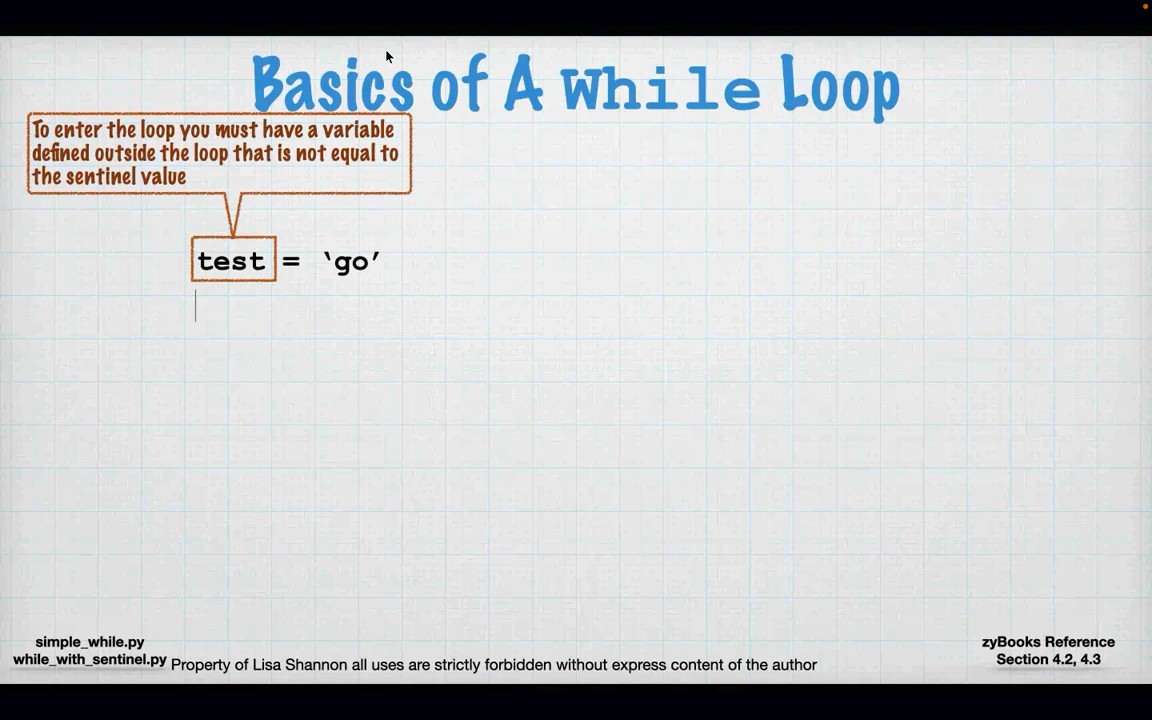 Basics of A While Loop
To enter the loop you must have a variable
defined outside the loop that is not equal to
the sentinel value
test = ‘go’
simple_while.py
while_with_sentinel.py
Property of Lisa Shannon all uses are strictly forbidden without express content of the author
zyBooks Reference
Section 4.2, 4.3